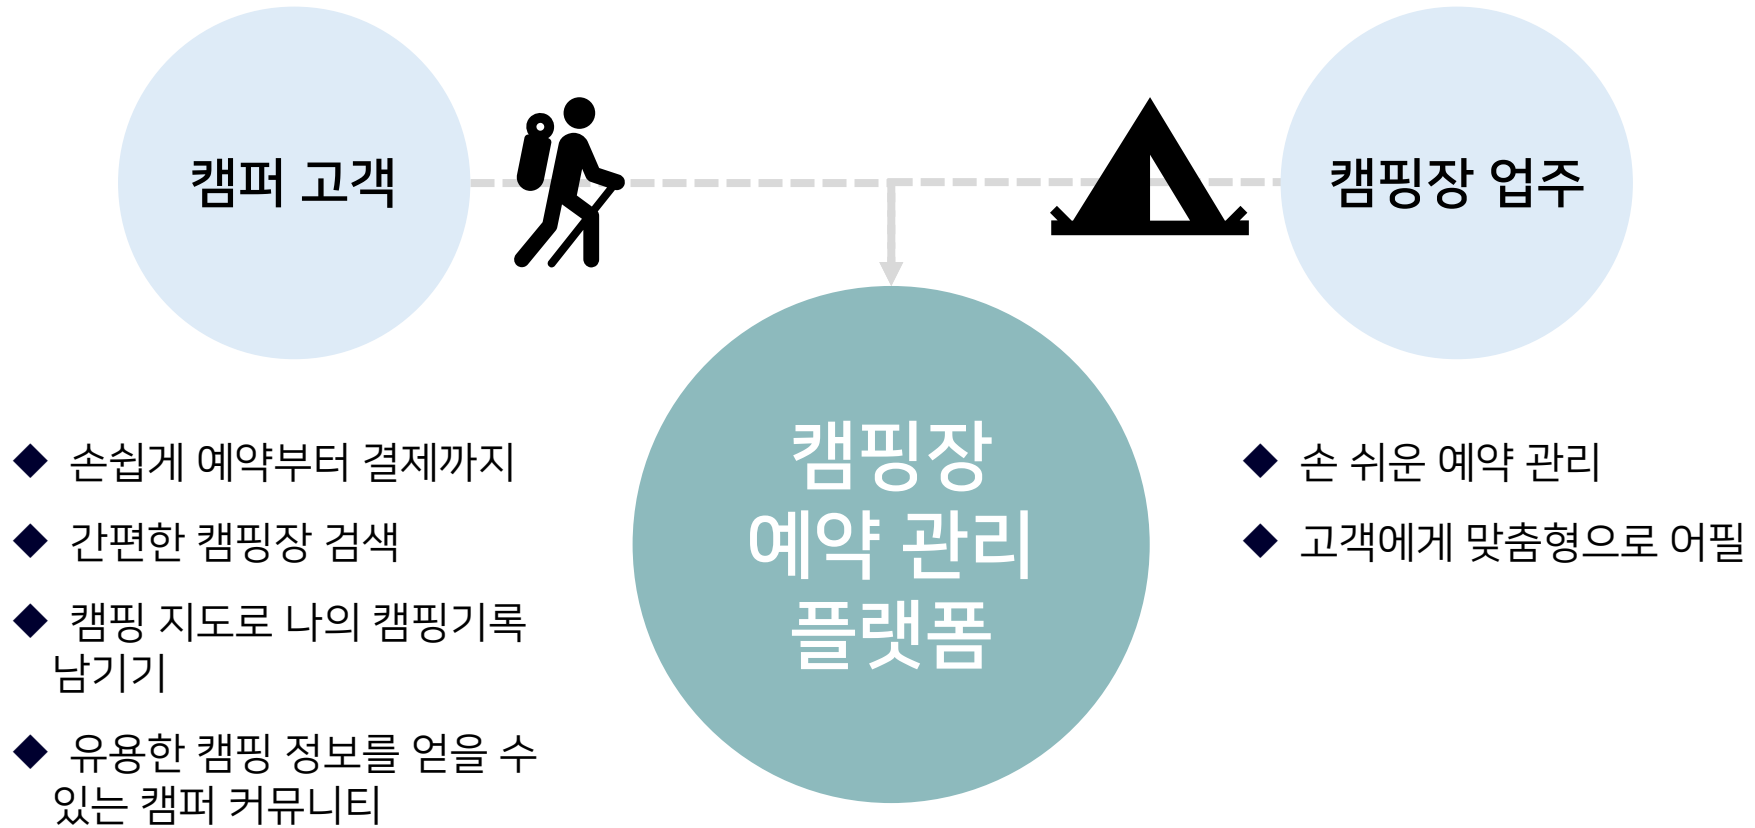 캠퍼 고객
캠핑장 업주
캠핑장
예약 관리
플랫폼
손쉽게 예약부터 결제까지
간편한 캠핑장 검색
캠핑 지도로 나의 캠핑기록
남기기
유용한 캠핑 정보를 얻을 수
있는 캠퍼 커뮤니티
손 쉬운 예약 관리
고객에게 맞춤형으로 어필